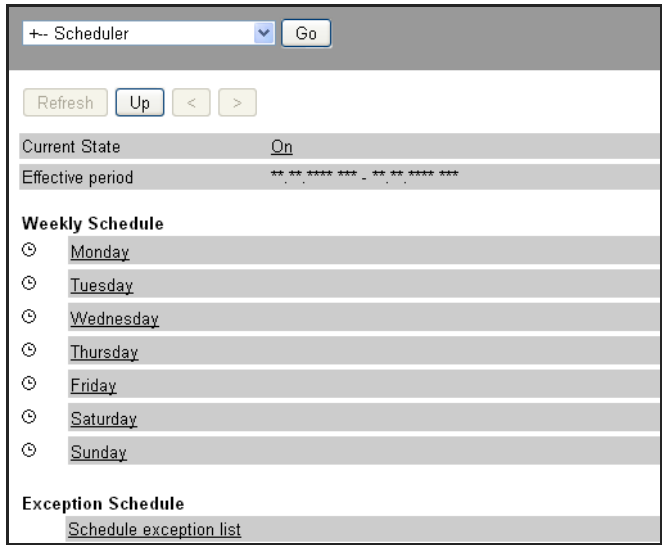 +-- Scheduler Go
Refresh Up < >
Current State On
Effective period **.**.**** *** - **.**.**** ***
Weekly Schedule
Monday
Tuesday
Wednesday
Thursday
Friday
Saturday
Sunday
Exception Schedule
Schedule exception list